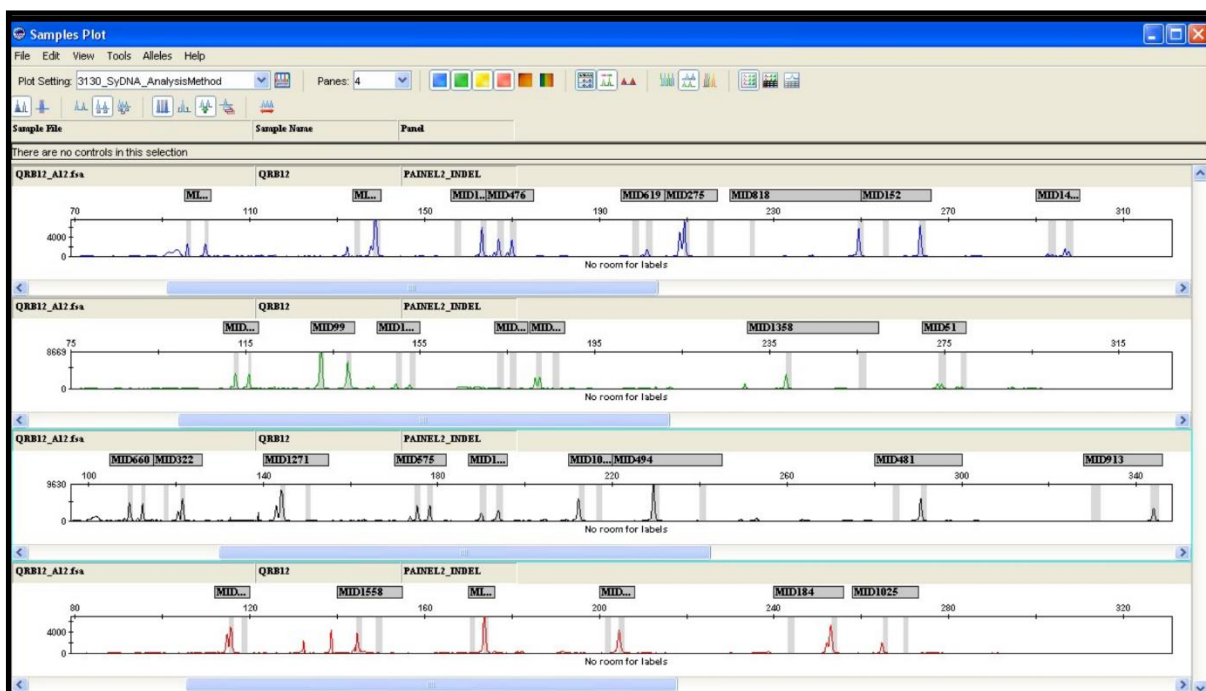 Samples Plot
File Edit View Tools Alleles Help
Plot Setting: 3130_SyDNA_AnalysisMethod Panes: 4
Sample File Sample Name Panel
There are no controls in this selection
QRB12_A12.fsa QRB12 PAINEL2_INDEL
MI... MI... MID1... MID476 MID619 MID275 MID818 MID152 MID14...
70 110 150 190 230 270 310
4000
0
No room for labels
QRB12_A12.fsa QRB12 PAINEL2_INDEL
MID... MID99 MID1... MID... MID... MID1358 MID51
75 115 155 195 235 275 315
8669
0
No room for labels
QRB12_A12.fsa QRB12 PAINEL2_INDEL
MID660 MID322 MID1271 MID575 MID1... MID10... MID494 MID481 MID913
100 140 180 220 260 300 340
9630
0
No room for labels
QRB12_A12.fsa QRB12 PAINEL2_INDEL
MID... MID1558 MI... MID... MID184 MID1025
80 120 160 200 240 280 320
4000
0
No room for labels